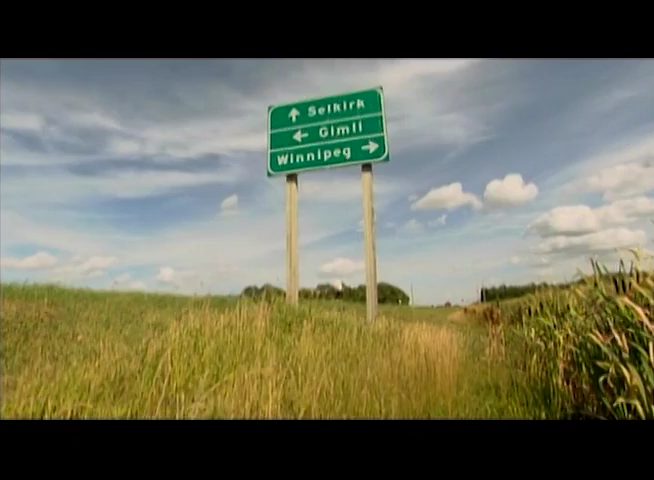 ↑ Selkirk
← Gimli
Winnipeg →